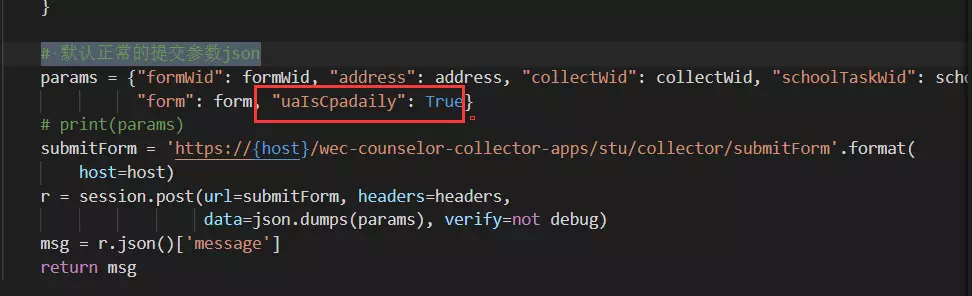 }
# 默认正常的提交参数json
params = {"formWid": formWid, "address": address, "collectWid": collectWid, "schoolTaskWid": scho
"form": form, "uaIsCpadaily": True}
# print(params)
submitForm = 'https://{host}/wec-counselor-collector-apps/stu/collector/submitForm'.format(
host=host)
r = session.post(url=submitForm, headers=headers,
data=json.dumps(params), verify=not debug)
msg = r.json()['message']
return msg